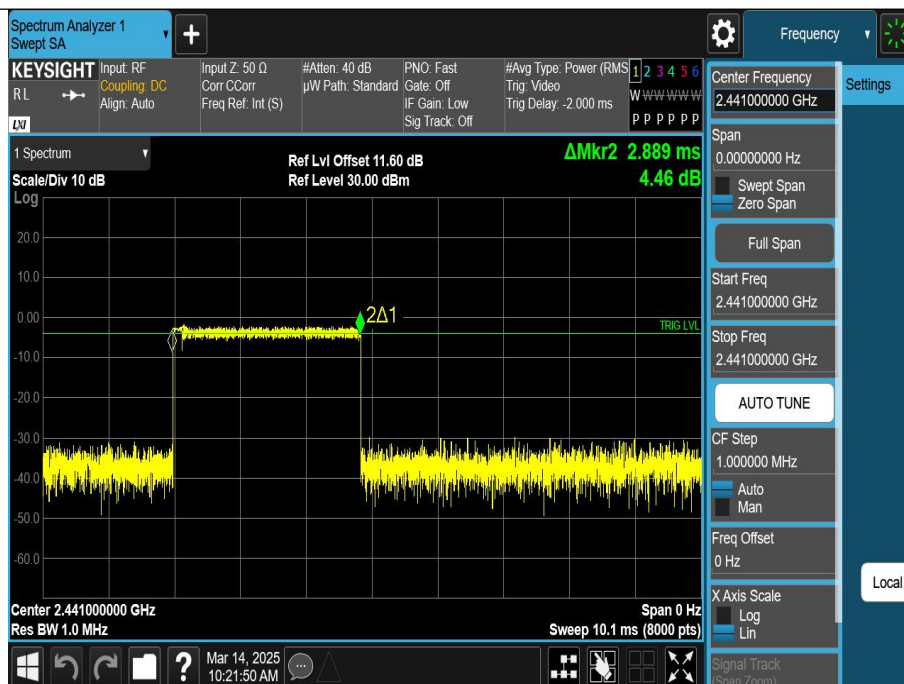 Spectrum Analyzer 1
Swept SA
+
Frequency
KEYSIGHT
R L
LXI
Input: RF
Coupling: DC
Align: Auto
Input Z: 50 Ω
Corr CCorr
Freq Ref: Int (S)
#Atten: 40 dB
µW Path: Standard
PNO: Fast
Gate: Off
IF Gain: Low
Sig Track: Off
#Avg Type: Power (RMS
Trig: Video
Trig Delay: -2.000 ms
1 2 3 4 5 6
W W W W W W
P P P P P P
1 Spectrum
Scale/Div 10 dB
Log
Ref Lvl Offset 11.60 dB
Ref Level 30.00 dBm
ΔMkr2 2.889 ms
4.46 dB
20.0
10.0
0.00
-10.0
-20.0
-30.0
-40.0
-50.0
-60.0
2Δ1
TRIG LVL
Center 2.441000000 GHz
Res BW 1.0 MHz
Span 0 Hz
Sweep 10.1 ms (8000 pts)
?
Mar 14, 2025
10:21:50 AM
Center Frequency
2.441000000 GHz
Span
0.00000000 Hz
Swept Span
Zero Span
Full Span
Start Freq
2.441000000 GHz
Stop Freq
2.441000000 GHz
AUTO TUNE
CF Step
1.000000 MHz
Auto
Man
Freq Offset
0 Hz
X Axis Scale
Log
Lin
Signal Track
(Span Zoom)
Settings
Local